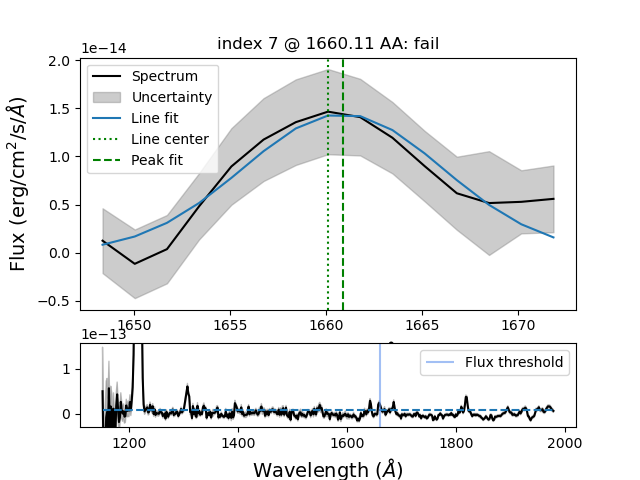 index 7 @ 1660.11 AA: fail
1e−14
2.0
1.5
1.0
0.5
0.0
−0.5
Flux (erg/cm²/s/Å)
Spectrum
Uncertainty
Line fit
Line center
Peak fit
1650 1655 1660 1665 1670
1e−13
1
0
Flux threshold
1200 1400 1600 1800 2000
Wavelength (Å)